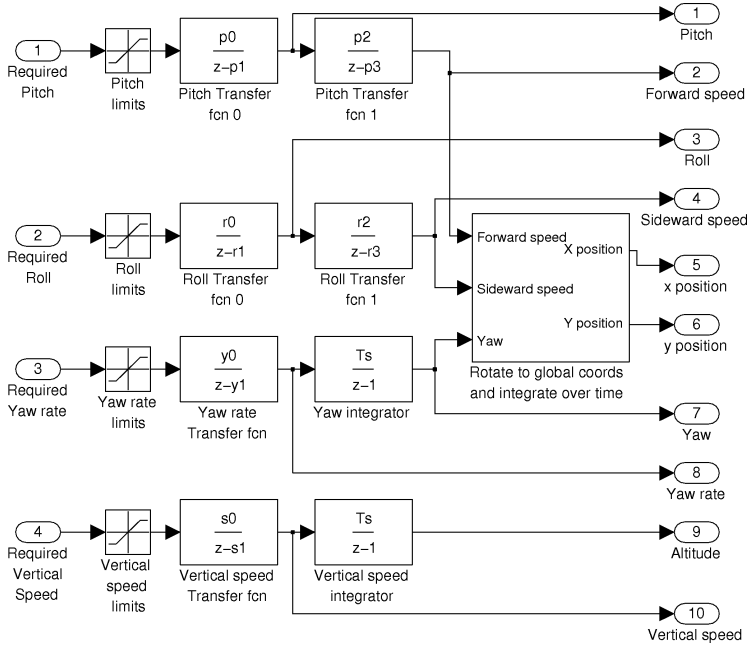 1
Required
Pitch
Pitch
limits
p0
z−p1
Pitch Transfer
fcn 0
p2
z−p3
Pitch Transfer
fcn 1
1
Pitch
2
Forward speed
3
Roll
4
Sideward speed
2
Required
Roll
Roll
limits
r0
z−r1
Roll Transfer
fcn 0
r2
z−r3
Roll Transfer
fcn 1
Forward speed
X position
Sideward speed
Y position
Yaw
Rotate to global coords
and integrate over time
5
x position
6
y position
3
Required
Yaw rate
Yaw rate
limits
y0
z−y1
Yaw rate
Transfer fcn
Ts
z−1
Yaw integrator
7
Yaw
8
Yaw rate
4
Required
Vertical
Speed
Vertical
speed
limits
s0
z−s1
Vertical speed
Transfer fcn
Ts
z−1
Vertical speed
integrator
9
Altitude
10
Vertical speed